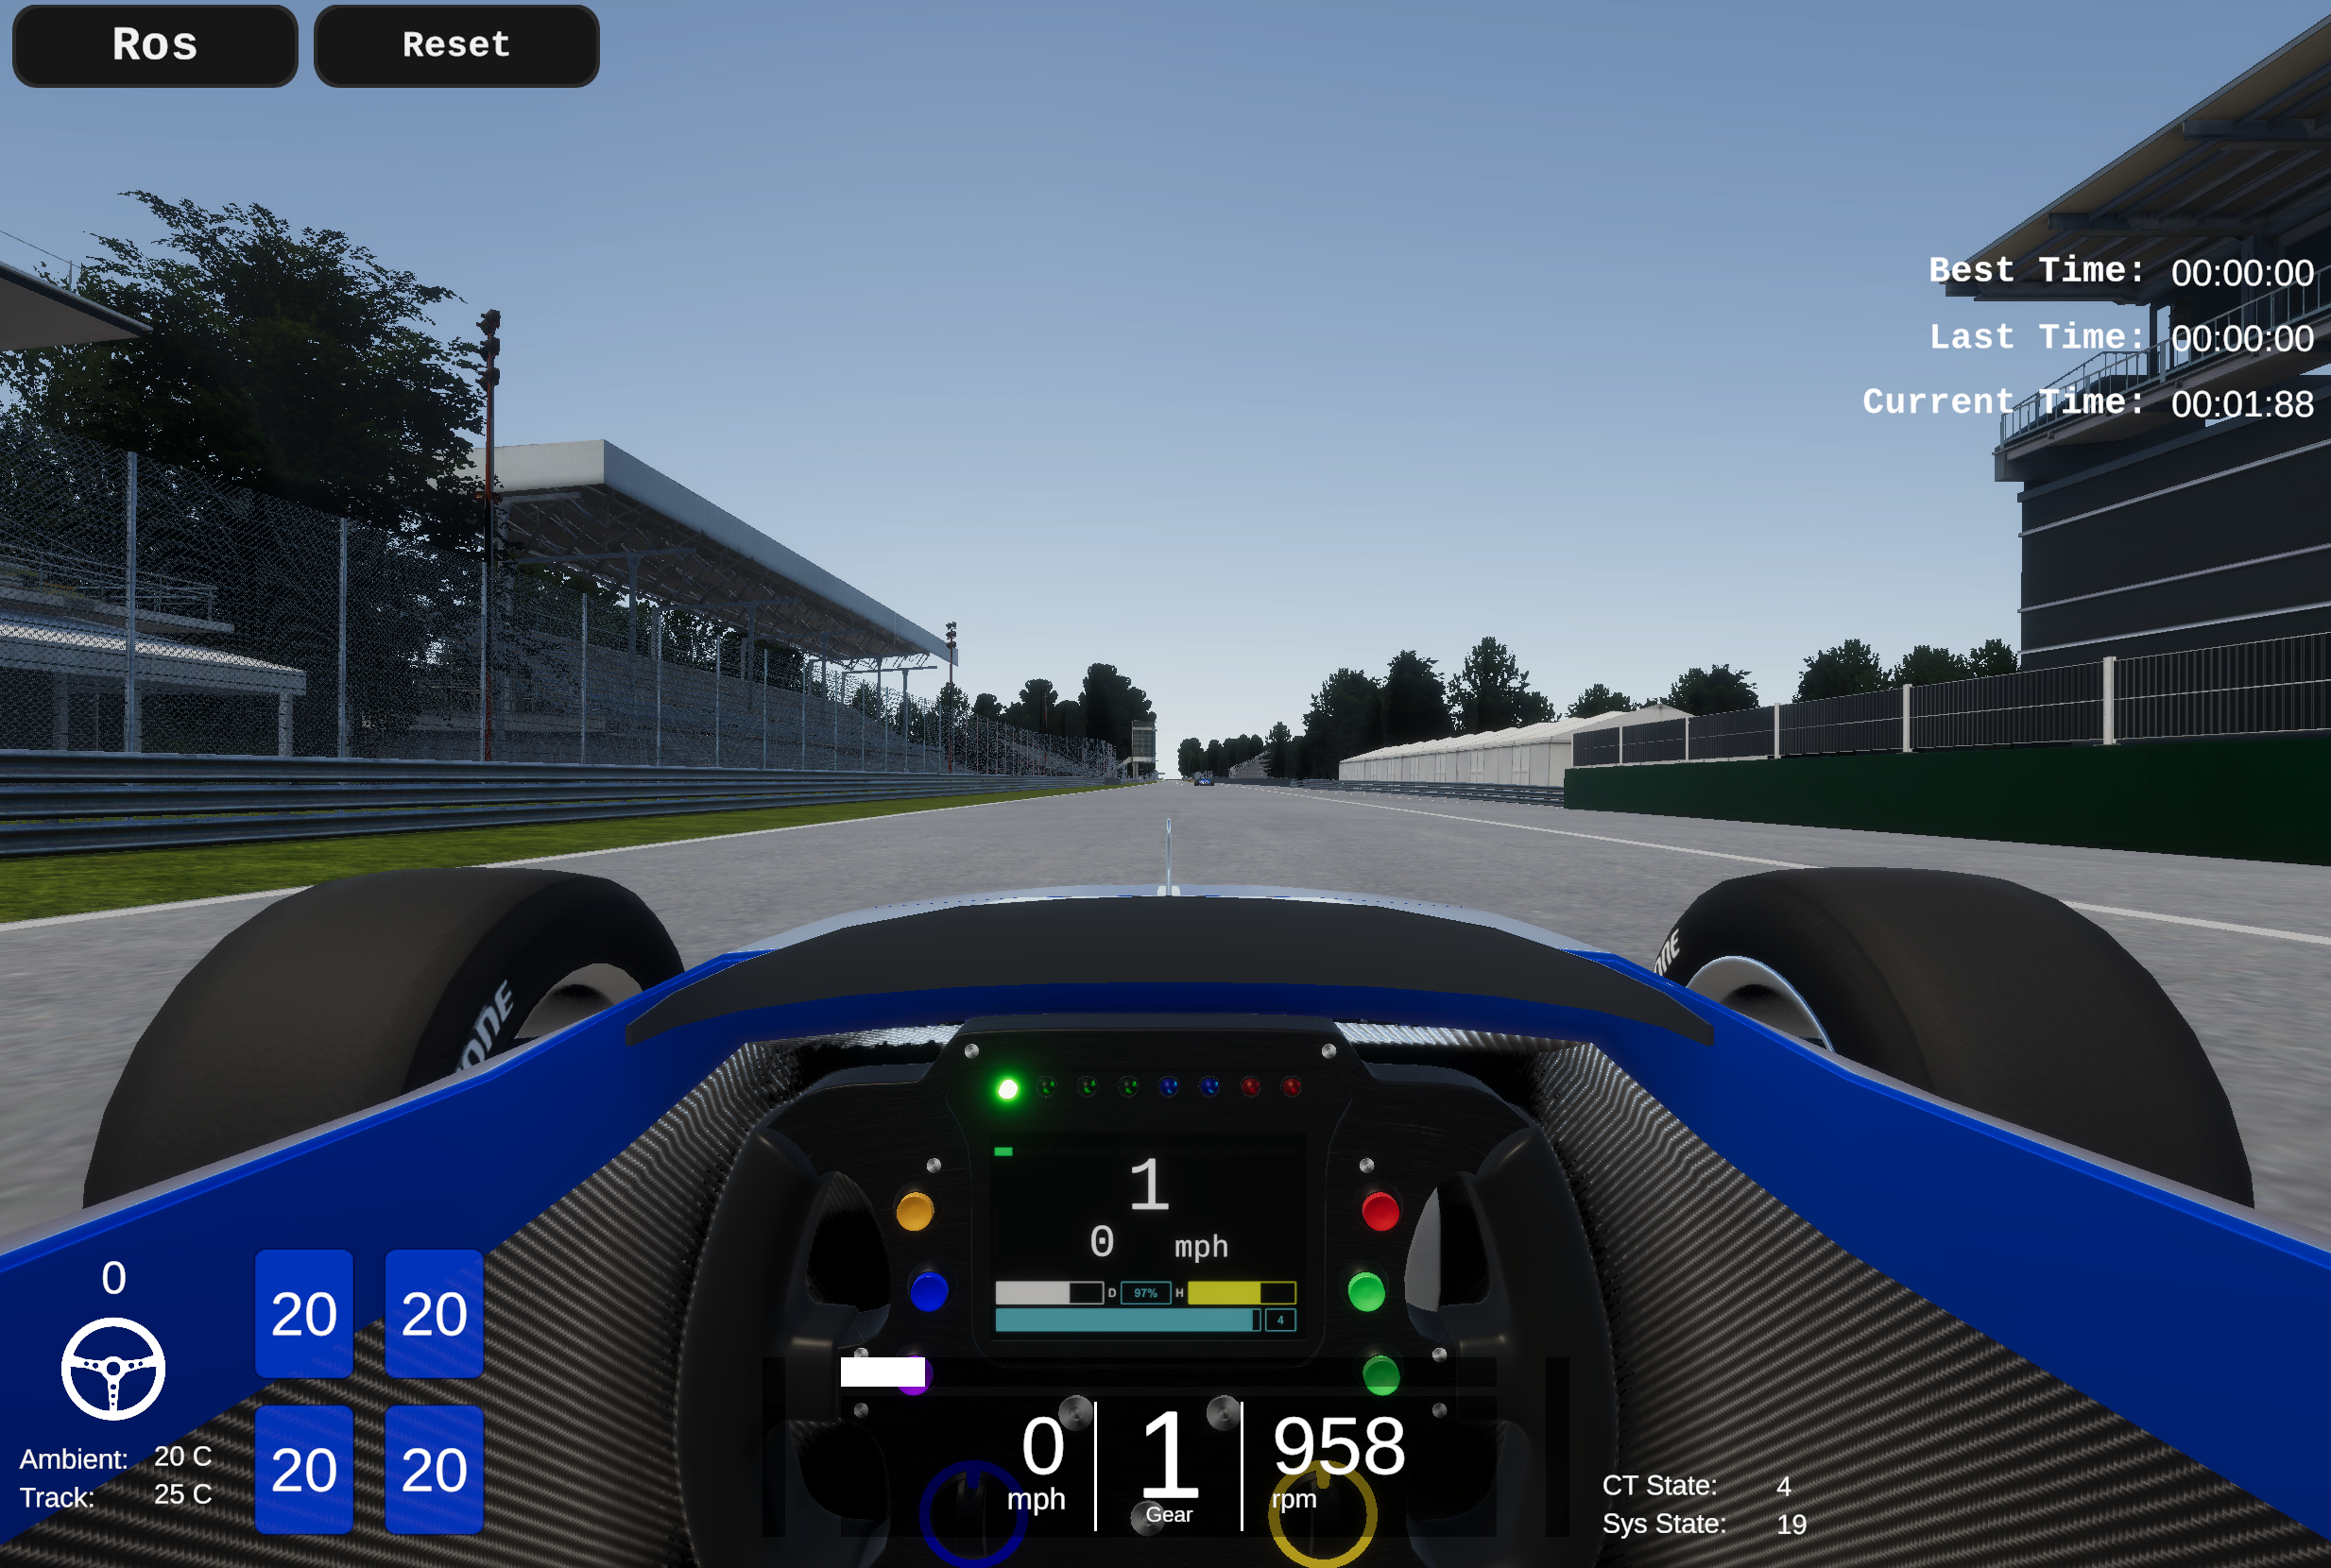 Ros
Reset
Best Time: 00:00:00
Last Time: 00:00:00
Current Time: 00:01:88
1
0 mph
D 97% H
4
0
20 20
20 20
Ambient: 20 C
Track: 25 C
0 mph
1 Gear
958 rpm
CT State: 4
Sys State: 19